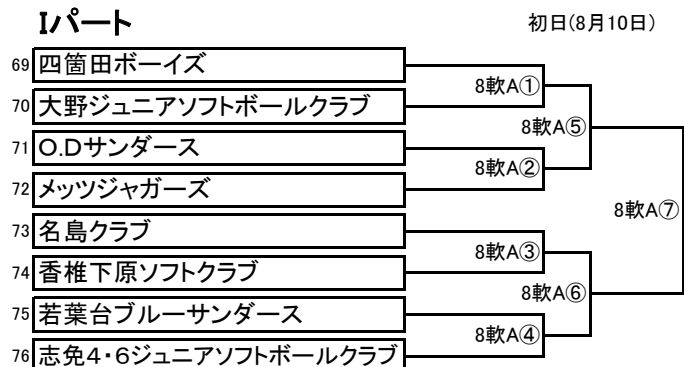 Iパート
初日(8月10日)
69 四箇田ボーイズ
8軟A①
70 大野ジュニアソフトボールクラブ
8軟A⑤
71 O.Dサンダース
8軟A②
72 メッツジャガーズ
8軟A⑦
73 名島クラブ
8軟A③
74 香椎下原ソフトクラブ
8軟A⑥
75 若葉台ブルーサンダース
8軟A④
76 志免4・6ジュニアソフトボールクラブ